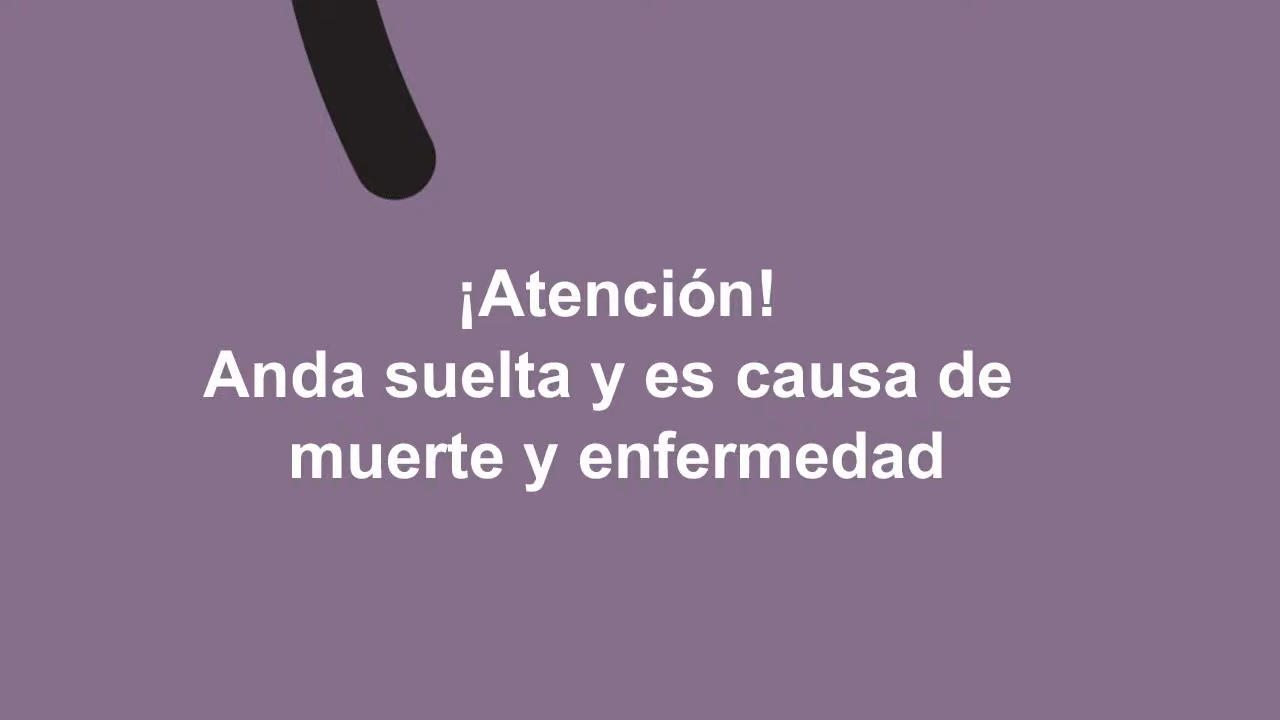 ¡Atención!
Anda suelta y es causa de
muerte y enfermedad